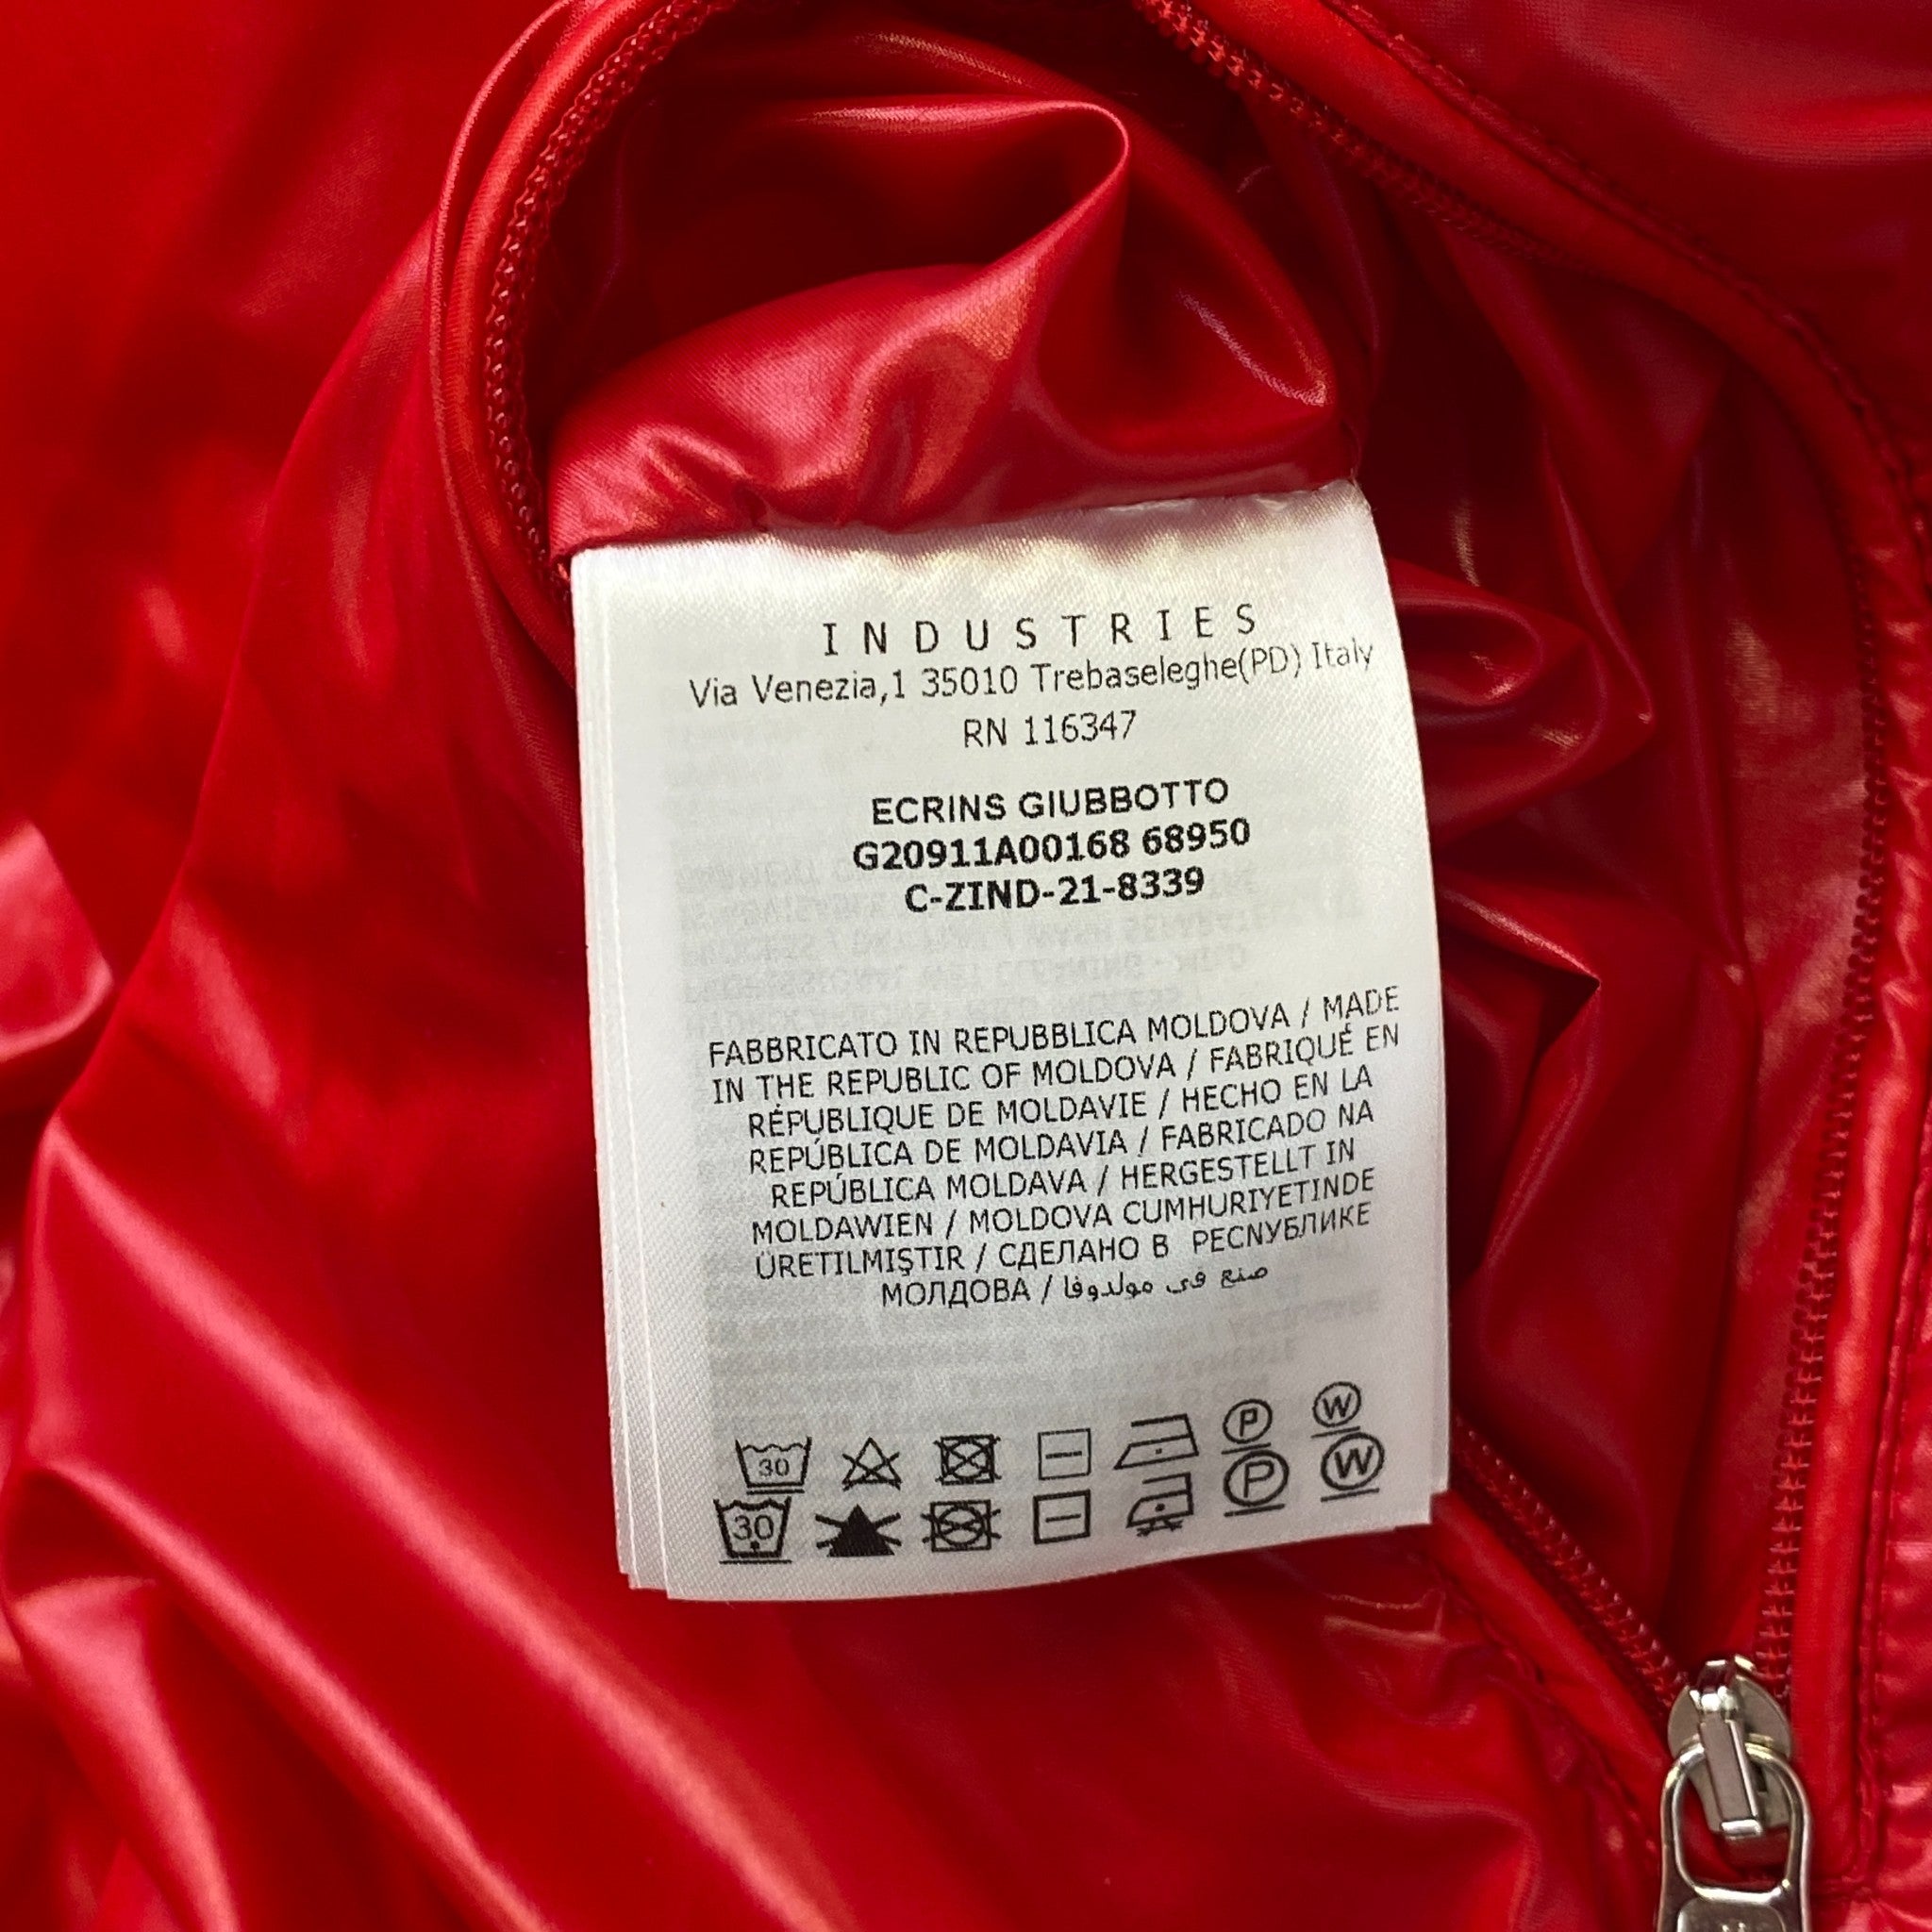 INDUSTRIES
Via Venezia,1 35010 Trebaseleghe(PD) Italy
RN 116347
ECRINS GIUBBOTTO
G20911A00168 68950
C-ZIND-21-8339
FABBRICATO IN REPUBBLICA MOLDOVA / MADE
IN THE REPUBLIC OF MOLDOVA / FABRIQUÉ EN
RÉPUBLIQUE DE MOLDAVIE / HECHO EN LA
REPÚBLICA DE MOLDAVIA / FABRICADO NA
REPÚBLICA MOLDAVA / HERGESTELLT IN
MOLDAWIEN / MOLDOVA CUMHURIYETINDE
ÜRETILMIŞTIR / СДЕЛАНО В РЕСПУБЛИКЕ
МОЛДОВА / صنع في مولدوفا
30 P W
30 P W